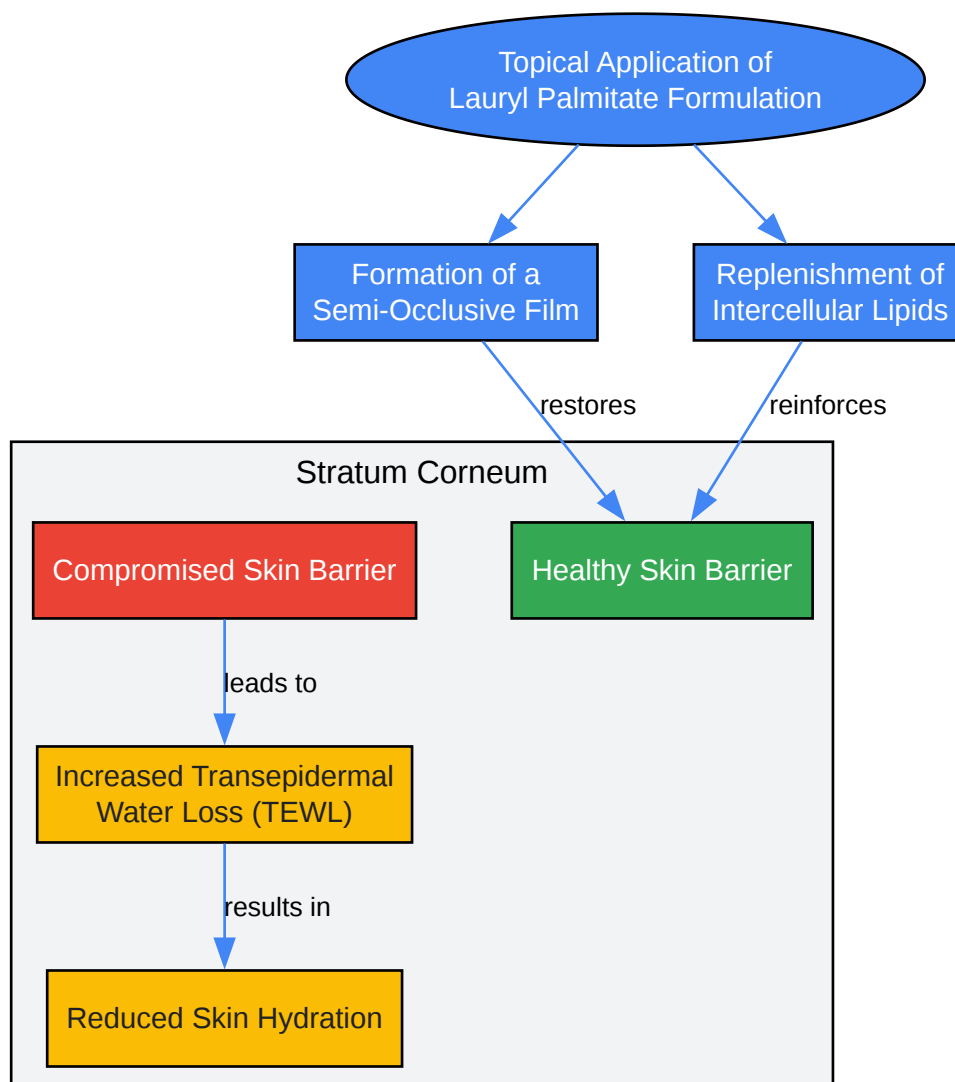 Topical Application of
Lauryl Palmitate Formulation
Formation of a
Semi-Occlusive Film
Replenishment of
Intercellular Lipids
restores
reinforces
Stratum Corneum
Compromised Skin Barrier
Healthy Skin Barrier
leads to
Increased Transepidermal
Water Loss (TEWL)
results in
Reduced Skin Hydration